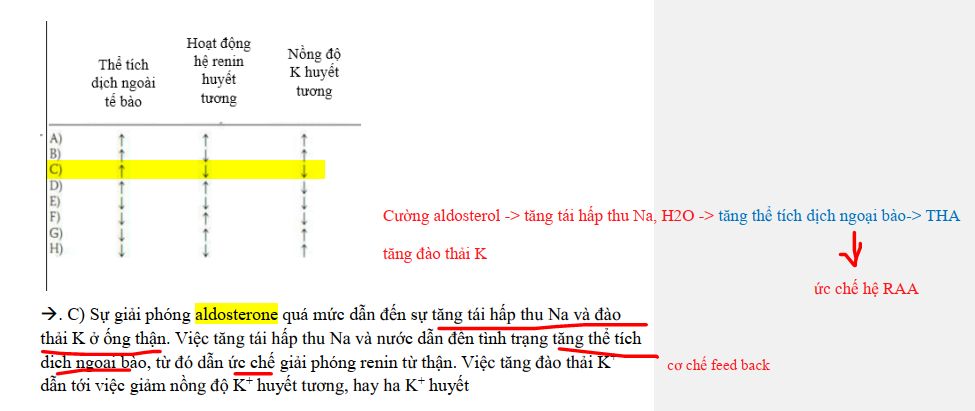 Thể tích
dịch ngoài
tế bào
Hoạt động
hệ renin
huyết
tương
Nồng độ
K huyết
tương
A) ↑ ↑ ↑
B) ↑ ↓ ↑
C) ↑ ↓ ↓
D) ↑ ↑ ↓
E) ↓ ↓ ↓
F) ↓ ↑ ↓
G) ↓ ↑ ↑
H) ↓ ↓ ↑
Cường aldosterol -> tăng tái hấp thu Na, H2O -> tăng thể tích dịch ngoại bào-> THA
tăng đào thải K
ức chế hệ RAA
→. C) Sự giải phóng aldosterone quá mức dẫn đến sự tăng tái hấp thu Na và đào
thải K ở ống thận. Việc tăng tái hấp thu Na và nước dẫn đến tình trạng tăng thể tích
dịch ngoại bào, từ đó dẫn ức chế giải phóng renin từ thận. Việc tăng đào thải K⁺
dẫn tới việc giảm nồng độ K⁺ huyết tương, hay hạ K⁺ huyết
cơ chế feed back